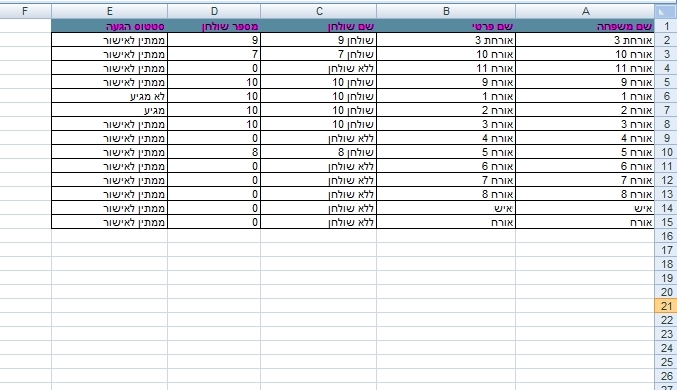 A B C D E F
1 שם משפחה שם פרטי שם שולחן מספר שולחן סטטוס הגעה
2 אורחת 3 אורחת 3 שולחן 9 9 ממתין לאישור
3 אורח 10 אורח 10 שולחן 7 7 ממתין לאישור
4 אורח 11 אורח 11 ללא שולחן 0 ממתין לאישור
5 אורח 9 אורח 9 שולחן 10 10 ממתין לאישור
6 אורח 1 אורח 1 שולחן 10 10 לא מגיע
7 אורח 2 אורח 2 שולחן 10 10 מגיע
8 אורח 3 אורח 3 שולחן 10 10 ממתין לאישור
9 אורח 4 אורח 4 ללא שולחן 0 ממתין לאישור
10 אורח 5 אורח 5 שולחן 8 8 ממתין לאישור
11 אורח 6 אורח 6 ללא שולחן 0 ממתין לאישור
12 אורח 7 אורח 7 ללא שולחן 0 ממתין לאישור
13 אורח 8 אורח 8 ללא שולחן 0 ממתין לאישור
14 איש איש ללא שולחן 0 ממתין לאישור
15 אורח אורח ללא שולחן 0 ממתין לאישור
16
17
18
19
20
21
22
23
24
25
26
27